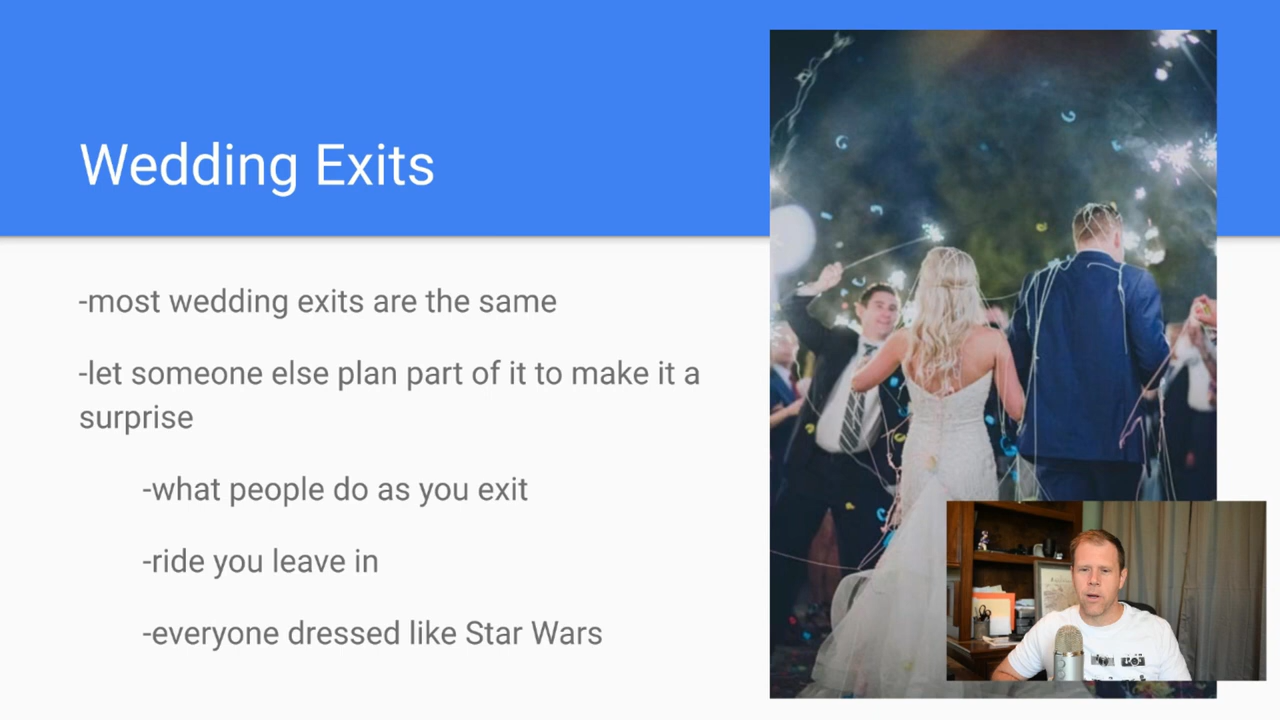 Wedding Exits
-most wedding exits are the same
-let someone else plan part of it to make it a
surprise
-what people do as you exit
-ride you leave in
-everyone dressed like Star Wars